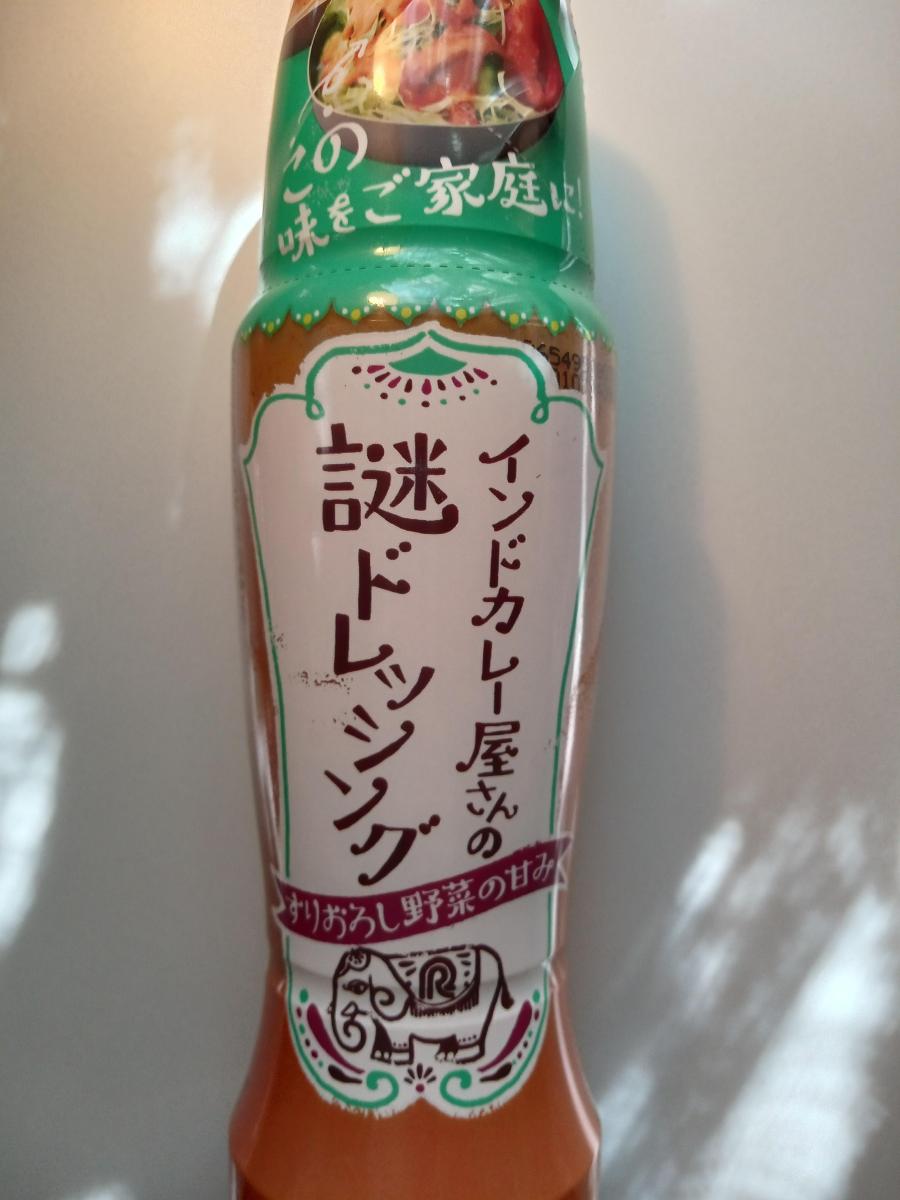 あの
味をご家庭に!
インドカレー屋さんの
謎ドレッシング
すりおろし野菜の甘み
R